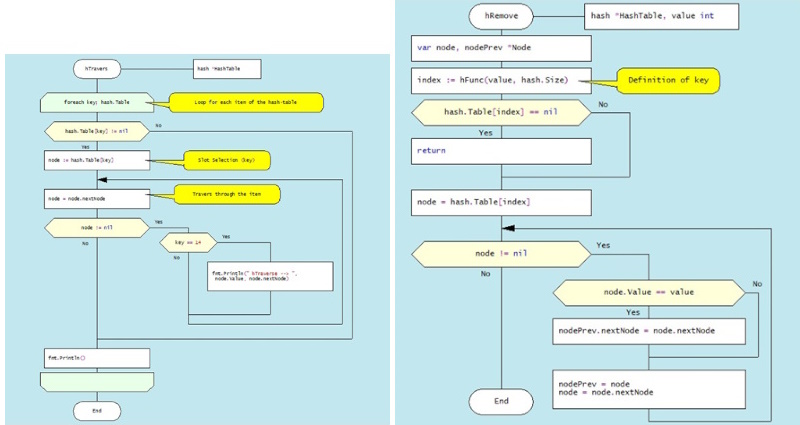 hTravers
hash *HashTable
foreach key; hash.Table
Loop for each item of the hash-table
hash.Table[key] != nil
No
Yes
node := hash.Table[key]
Slot Selection (key)
node = node.nextNode
Travers through the item
node != nil
Yes
No
key == 14
Yes
No
fmt.Println(" hTraverse --> ",
node.Value, node.nextNode)
fmt.Println()
End
hRemove
hash *HashTable, value int
var node, nodePrev *Node
index := hFunc(value, hash.Size)
Definition of key
hash.Table[index] == nil
No
Yes
return
node = hash.Table[index]
node != nil
Yes
No
node.Value == value
No
Yes
nodePrev.nextNode = node.nextNode
nodePrev = node
node = node.nextNode
End